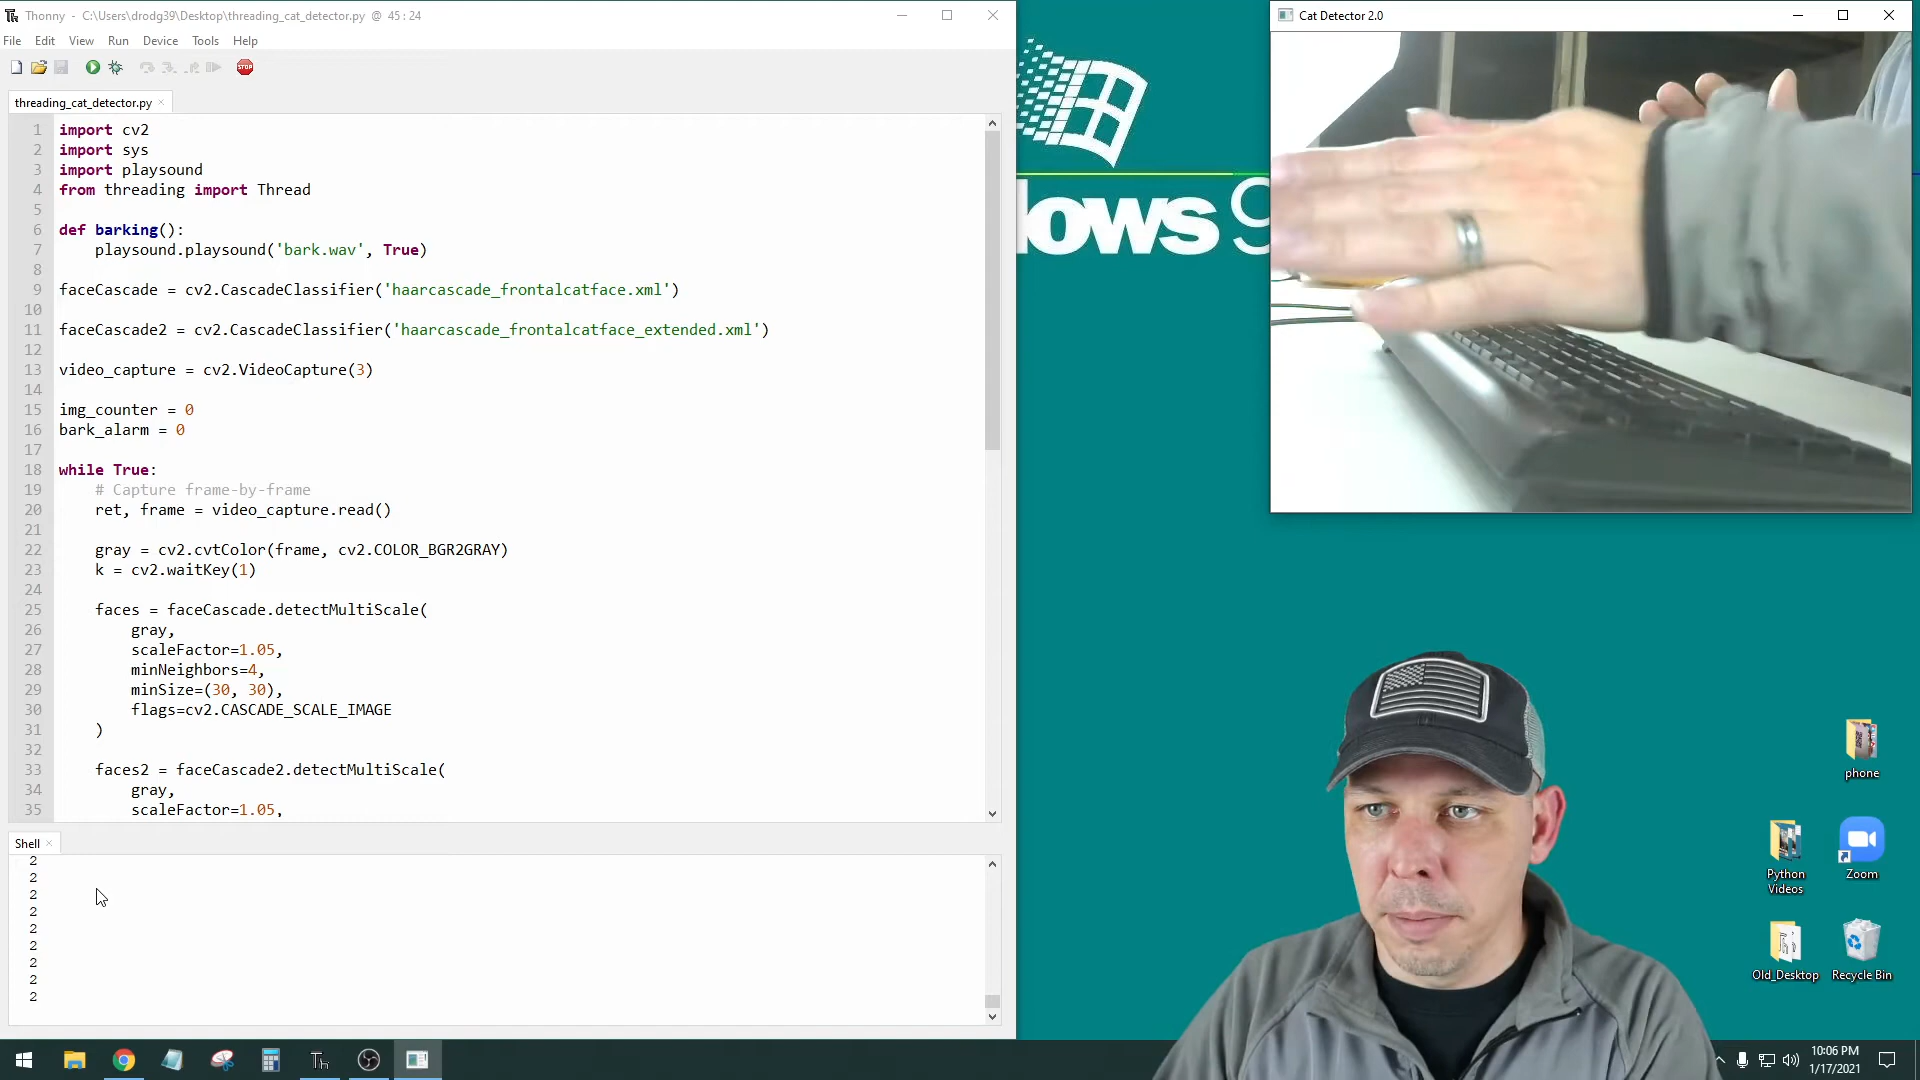 Thonny - C:\Users\drodg39\Desktop\threading_cat_detector.py @ 45 : 24
File Edit View Run Device Tools Help
STOP
threading_cat_detector.py
1 import cv2
2 import sys
3 import playsound
4 from threading import Thread
5
6 def barking():
7 playsound.playsound('bark.wav', True)
8
9 faceCascade = cv2.CascadeClassifier('haarcascade_frontalcatface.xml')
10
11 faceCascade2 = cv2.CascadeClassifier('haarcascade_frontalcatface_extended.xml')
12
13 video_capture = cv2.VideoCapture(3)
14
15 img_counter = 0
16 bark_alarm = 0
17
18 while True:
19 # Capture frame-by-frame
20 ret, frame = video_capture.read()
21
22 gray = cv2.cvtColor(frame, cv2.COLOR_BGR2GRAY)
23 k = cv2.waitKey(1)
24
25 faces = faceCascade.detectMultiScale(
26 gray,
27 scaleFactor=1.05,
28 minNeighbors=4,
29 minSize=(30, 30),
30 flags=cv2.CASCADE_SCALE_IMAGE
31 )
32
33 faces2 = faceCascade2.detectMultiScale(
34 gray,
35 scaleFactor=1.05,
Shell
2
2
2
2
2
2
2
2
2
Cat Detector 2.0
ows 9
phone
Python Videos
Zoom
Old_Desktop
Recycle Bin
Th
10:06 PM
1/17/2021